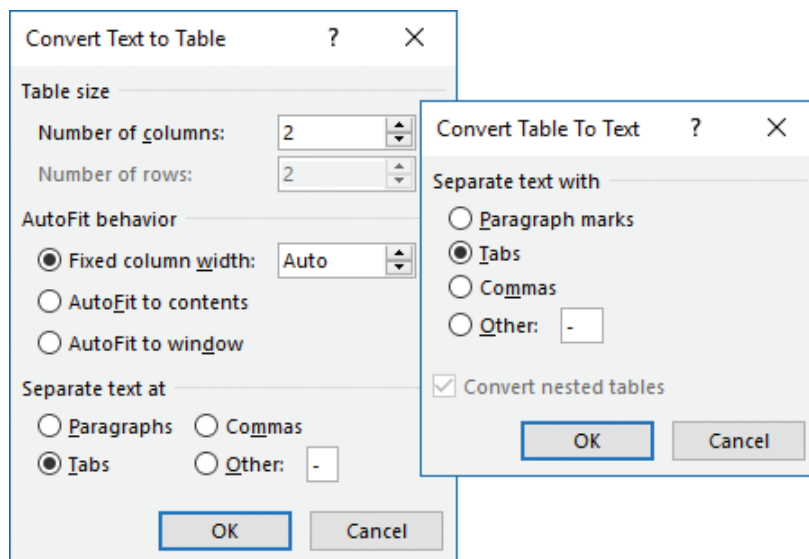 Convert Text to Table ?
Table size
Number of columns: 2
Number of rows: 2
AutoFit behavior
Fixed column width: Auto
AutoFit to contents
AutoFit to window
Separate text at
Paragraphs Commas
Tabs Other: -
OK Cancel
Convert Table To Text ?
Separate text with
Paragraph marks
Tabs
Commas
Other: -
Convert nested tables
OK Cancel